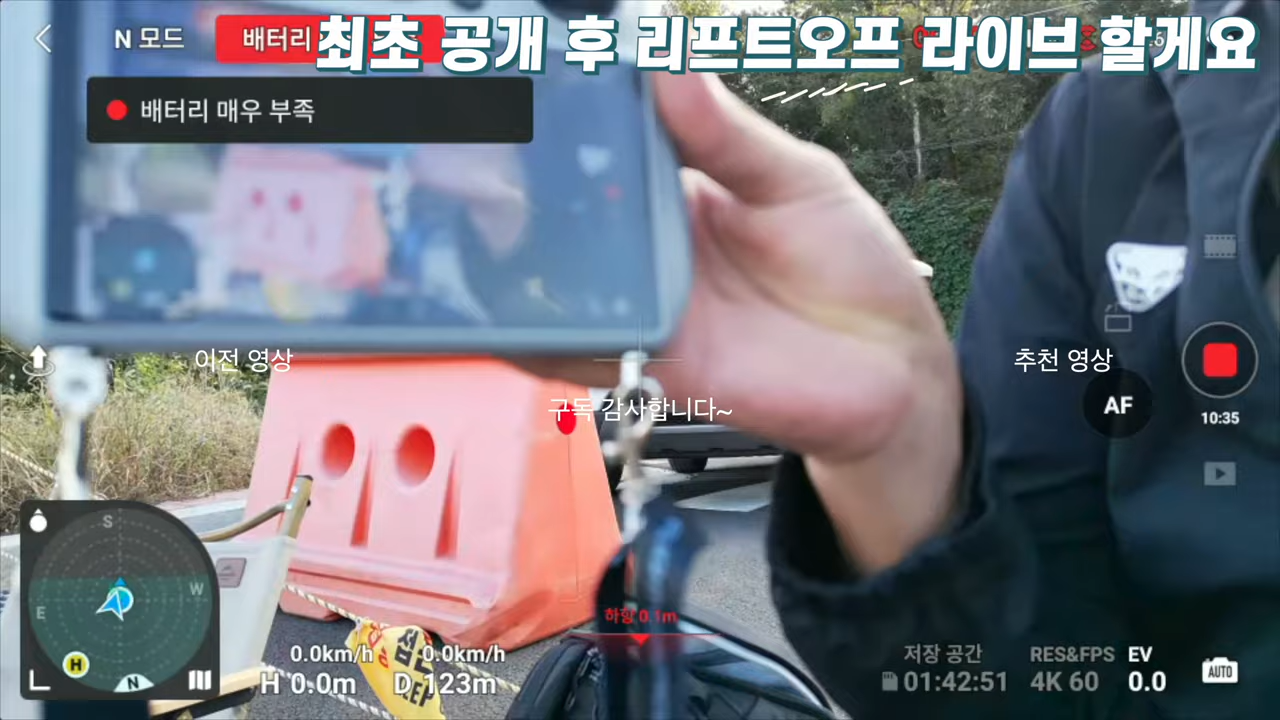 최초 공개 후 리프트오프 라이브 할게요
N 모드
배터리
배터리 매우 부족
이전 영상
추천 영상
구독 감사합니다~
AF
10:35
S
W
E
H
N
하향 0.1m
0.0km/h
0.0km/h
H 0.0m
D 123m
저장 공간
01:42:51
RES&FPS
4K 60
EV
0.0
AUTO